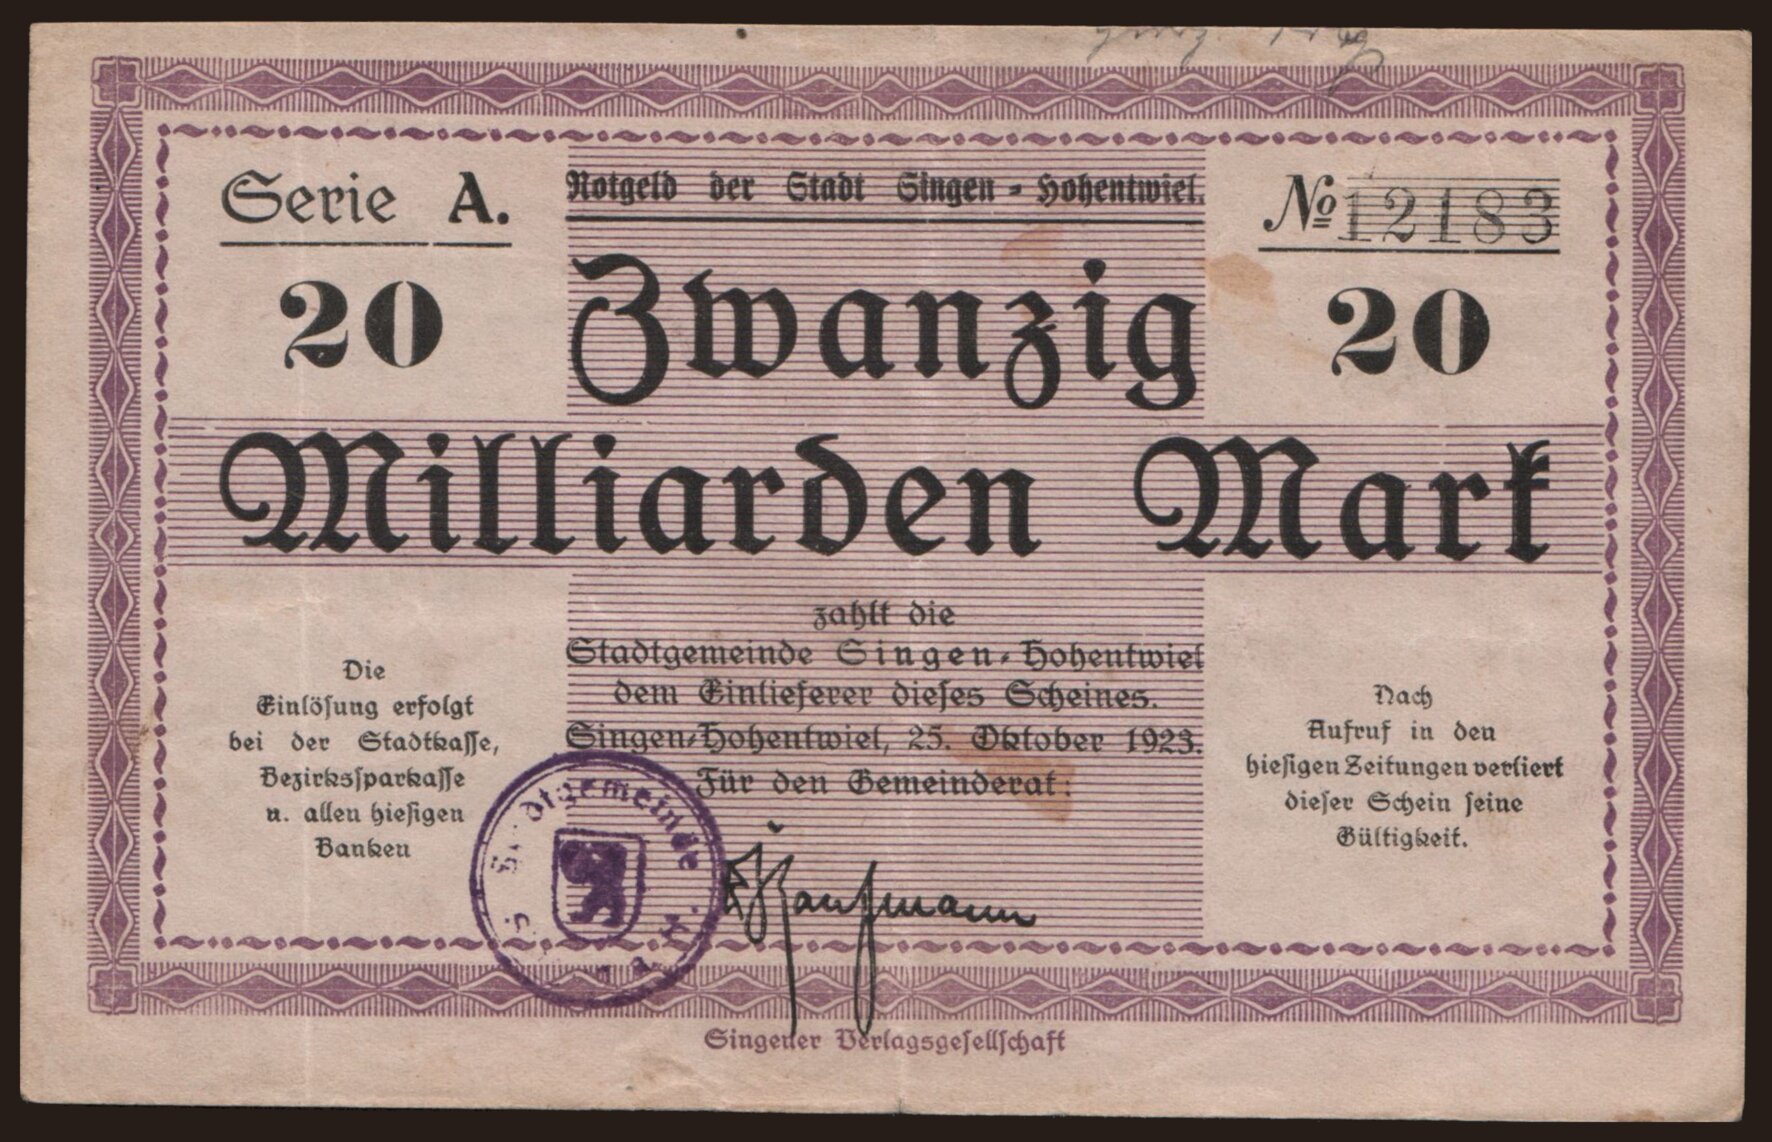 Serie A.
Notgeld der Stadt Singen-Hohentwiel.
No 12183
20
Zwanzig
20
Milliarden Mark
zahlt die
Stadtgemeinde Singen-Hohentwiel
dem Einlieferer dieses Scheines.
Singen-Hohentwiel, 25. Oktober 1923.
Für den Gemeinderat:
Die
Einlösung erfolgt
bei der Stadtkasse,
Bezirkssparkasse
u. allen hiesigen
Banken
Nach
Aufruf in den
hiesigen Zeitungen verliert
dieser Schein seine
Gültigkeit.
Stadtgemeinde
Kaufmann
Singener Verlagsgesellschaft